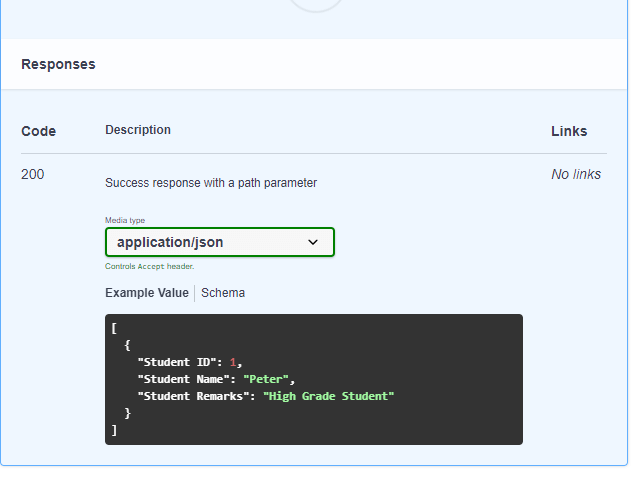 Responses
Code Description Links
200 Success response with a path parameter No links
Media type
application/json
Controls Accept header.
Example Value Schema
[
  {
    "Student ID": 1,
    "Student Name": "Peter",
    "Student Remarks": "High Grade Student"
  }
]